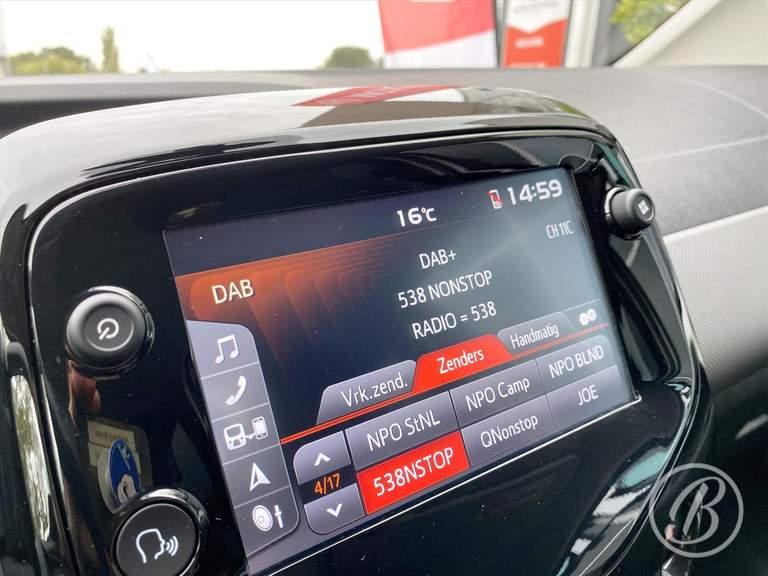 16°C
14:59
CH 11C
DAB
DAB+
538 NONSTOP
RADIO = 538
Vrk.zend.
Zenders
Handmatig
NPO StNL
NPO Camp
NPO BLND
4/17
538NSTOP
QNonstop
JOE
B